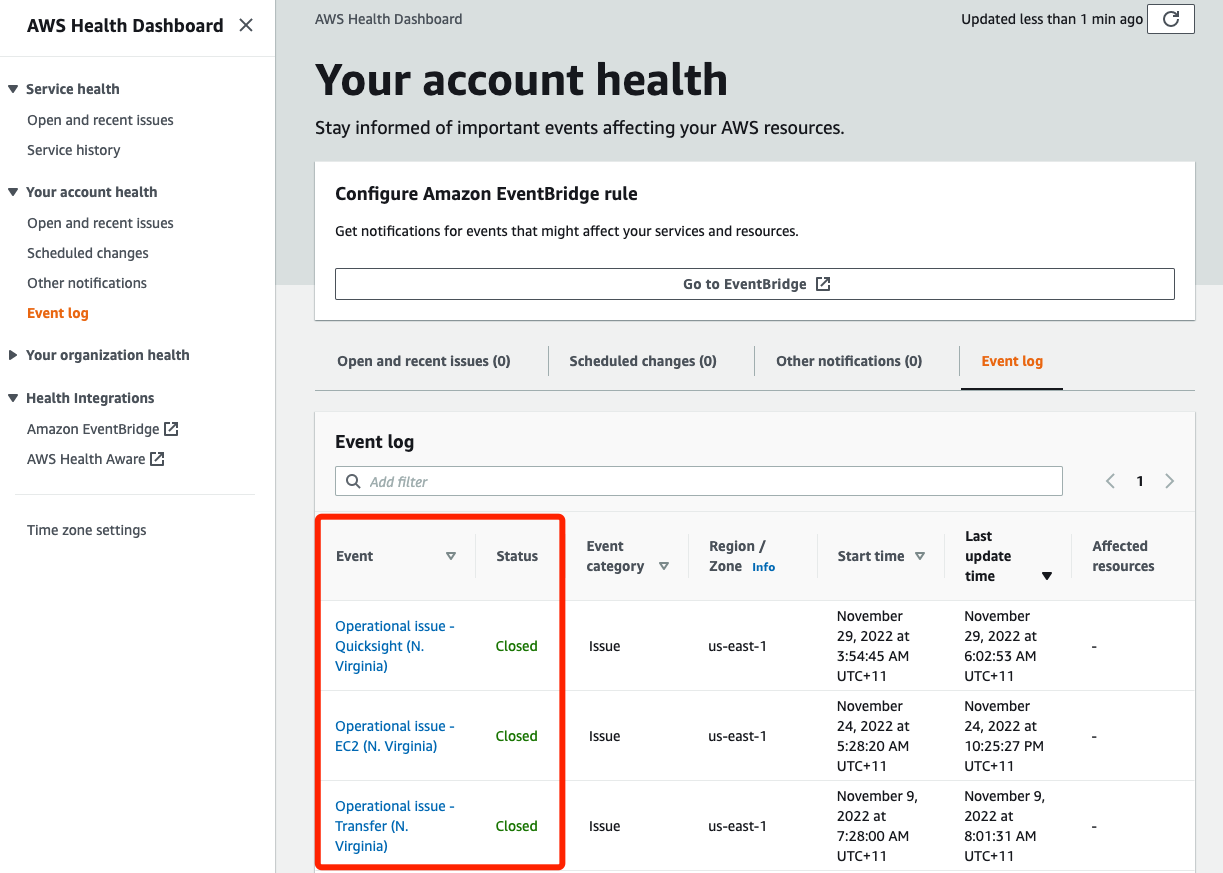 AWS Health Dashboard
Service health
Open and recent issues
Service history
Your account health
Open and recent issues
Scheduled changes
Other notifications
Event log
Your organization health
Health Integrations
Amazon EventBridge
AWS Health Aware
Time zone settings
AWS Health Dashboard
Updated less than 1 min ago
Your account health
Stay informed of important events affecting your AWS resources.
Configure Amazon EventBridge rule
Get notifications for events that might affect your services and resources.
Go to EventBridge
Open and recent issues (0)
Scheduled changes (0)
Other notifications (0)
Event log
Event log
Add filter
1
Event
Status
Event
category
Region /
Zone Info
Start time
Last
update
time
Affected
resources
Operational issue -
Quicksight (N.
Virginia)
Closed
Issue
us-east-1
November
29, 2022 at
3:54:45 AM
UTC+11
November
29, 2022 at
6:02:53 AM
UTC+11
-
Operational issue -
EC2 (N. Virginia)
Closed
Issue
us-east-1
November
24, 2022 at
5:28:20 AM
UTC+11
November
24, 2022 at
10:25:27 PM
UTC+11
-
Operational issue -
Transfer (N.
Virginia)
Closed
Issue
us-east-1
November 9,
2022 at
7:28:00 AM
UTC+11
November 9,
2022 at
8:01:31 AM
UTC+11
-